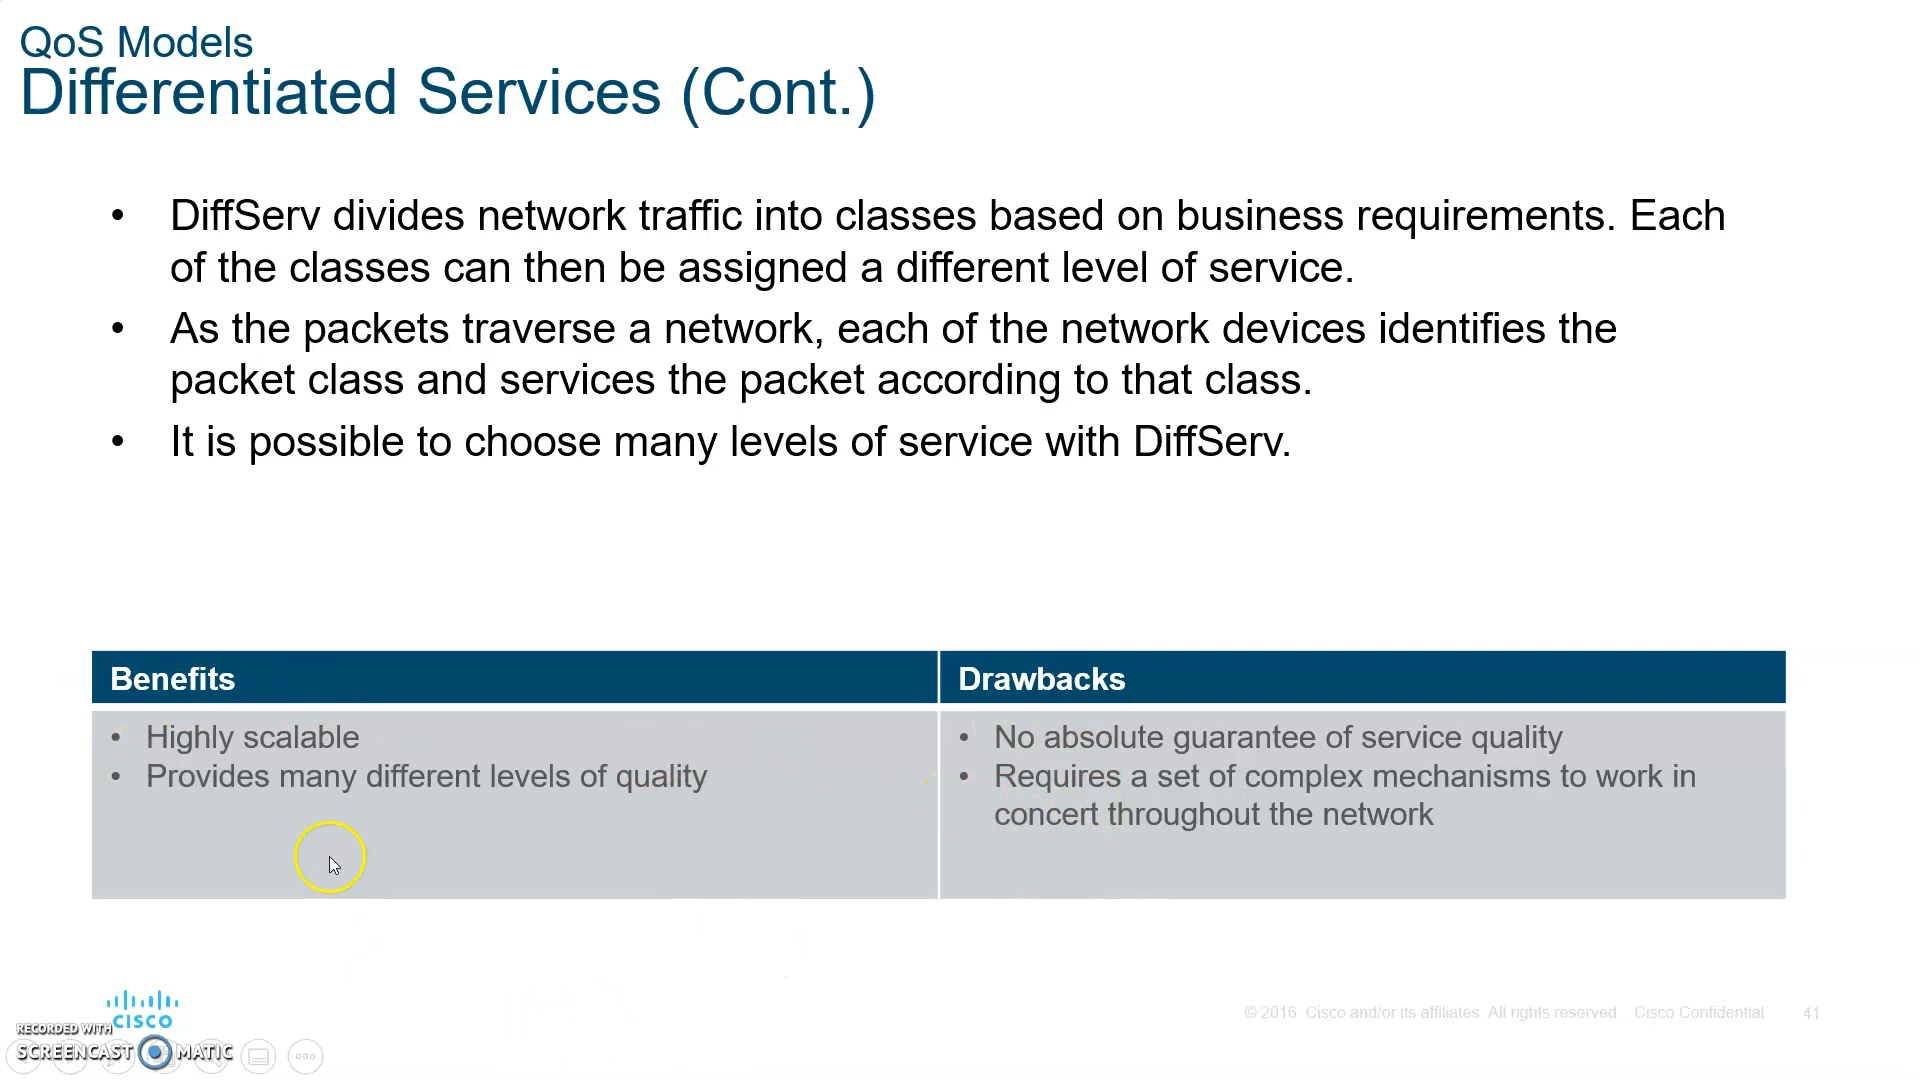 QoS Models
Differentiated Services (Cont.)
• DiffServ divides network traffic into classes based on business requirements. Each
of the classes can then be assigned a different level of service.
• As the packets traverse a network, each of the network devices identifies the
packet class and services the packet according to that class.
• It is possible to choose many levels of service with DiffServ.
Benefits
• Highly scalable
• Provides many different levels of quality
Drawbacks
• No absolute guarantee of service quality
• Requires a set of complex mechanisms to work in
concert throughout the network
CISCO
© 2016 Cisco and/or its affiliates. All rights reserved. Cisco Confidential
41
RECORDED WITH
SCREENCAST MATIC